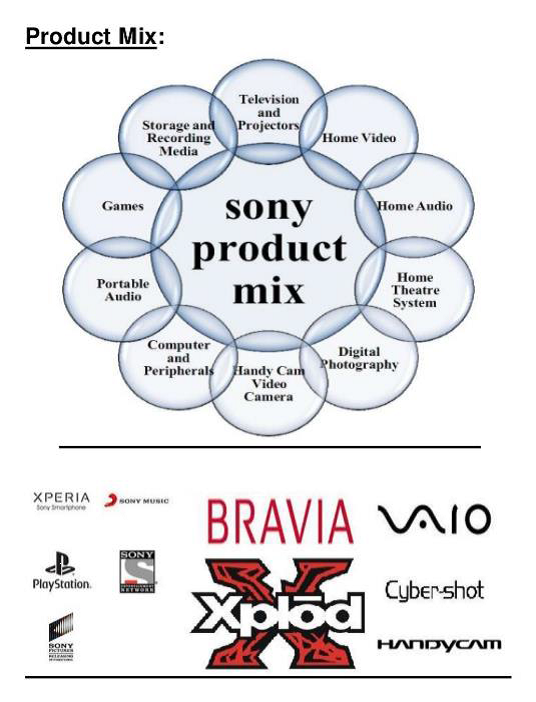 Product Mix:
Television
and
Projectors
Home Video
Home Audio
Home
Theatre
System
Digital
Photography
Handy Cam
Video
Camera
Computer
and
Peripherals
Portable
Audio
Games
Storage and
Recording
Media
sony
product
mix
XPERIA
Sony Smartphone
SONY MUSIC
BRAVIA
VAIO
PlayStation.
SONY
S
ENTERTAINMENT
NETWORK
Xplōd
Cyber-shot
SONY
PICTURES
HANDYCAM